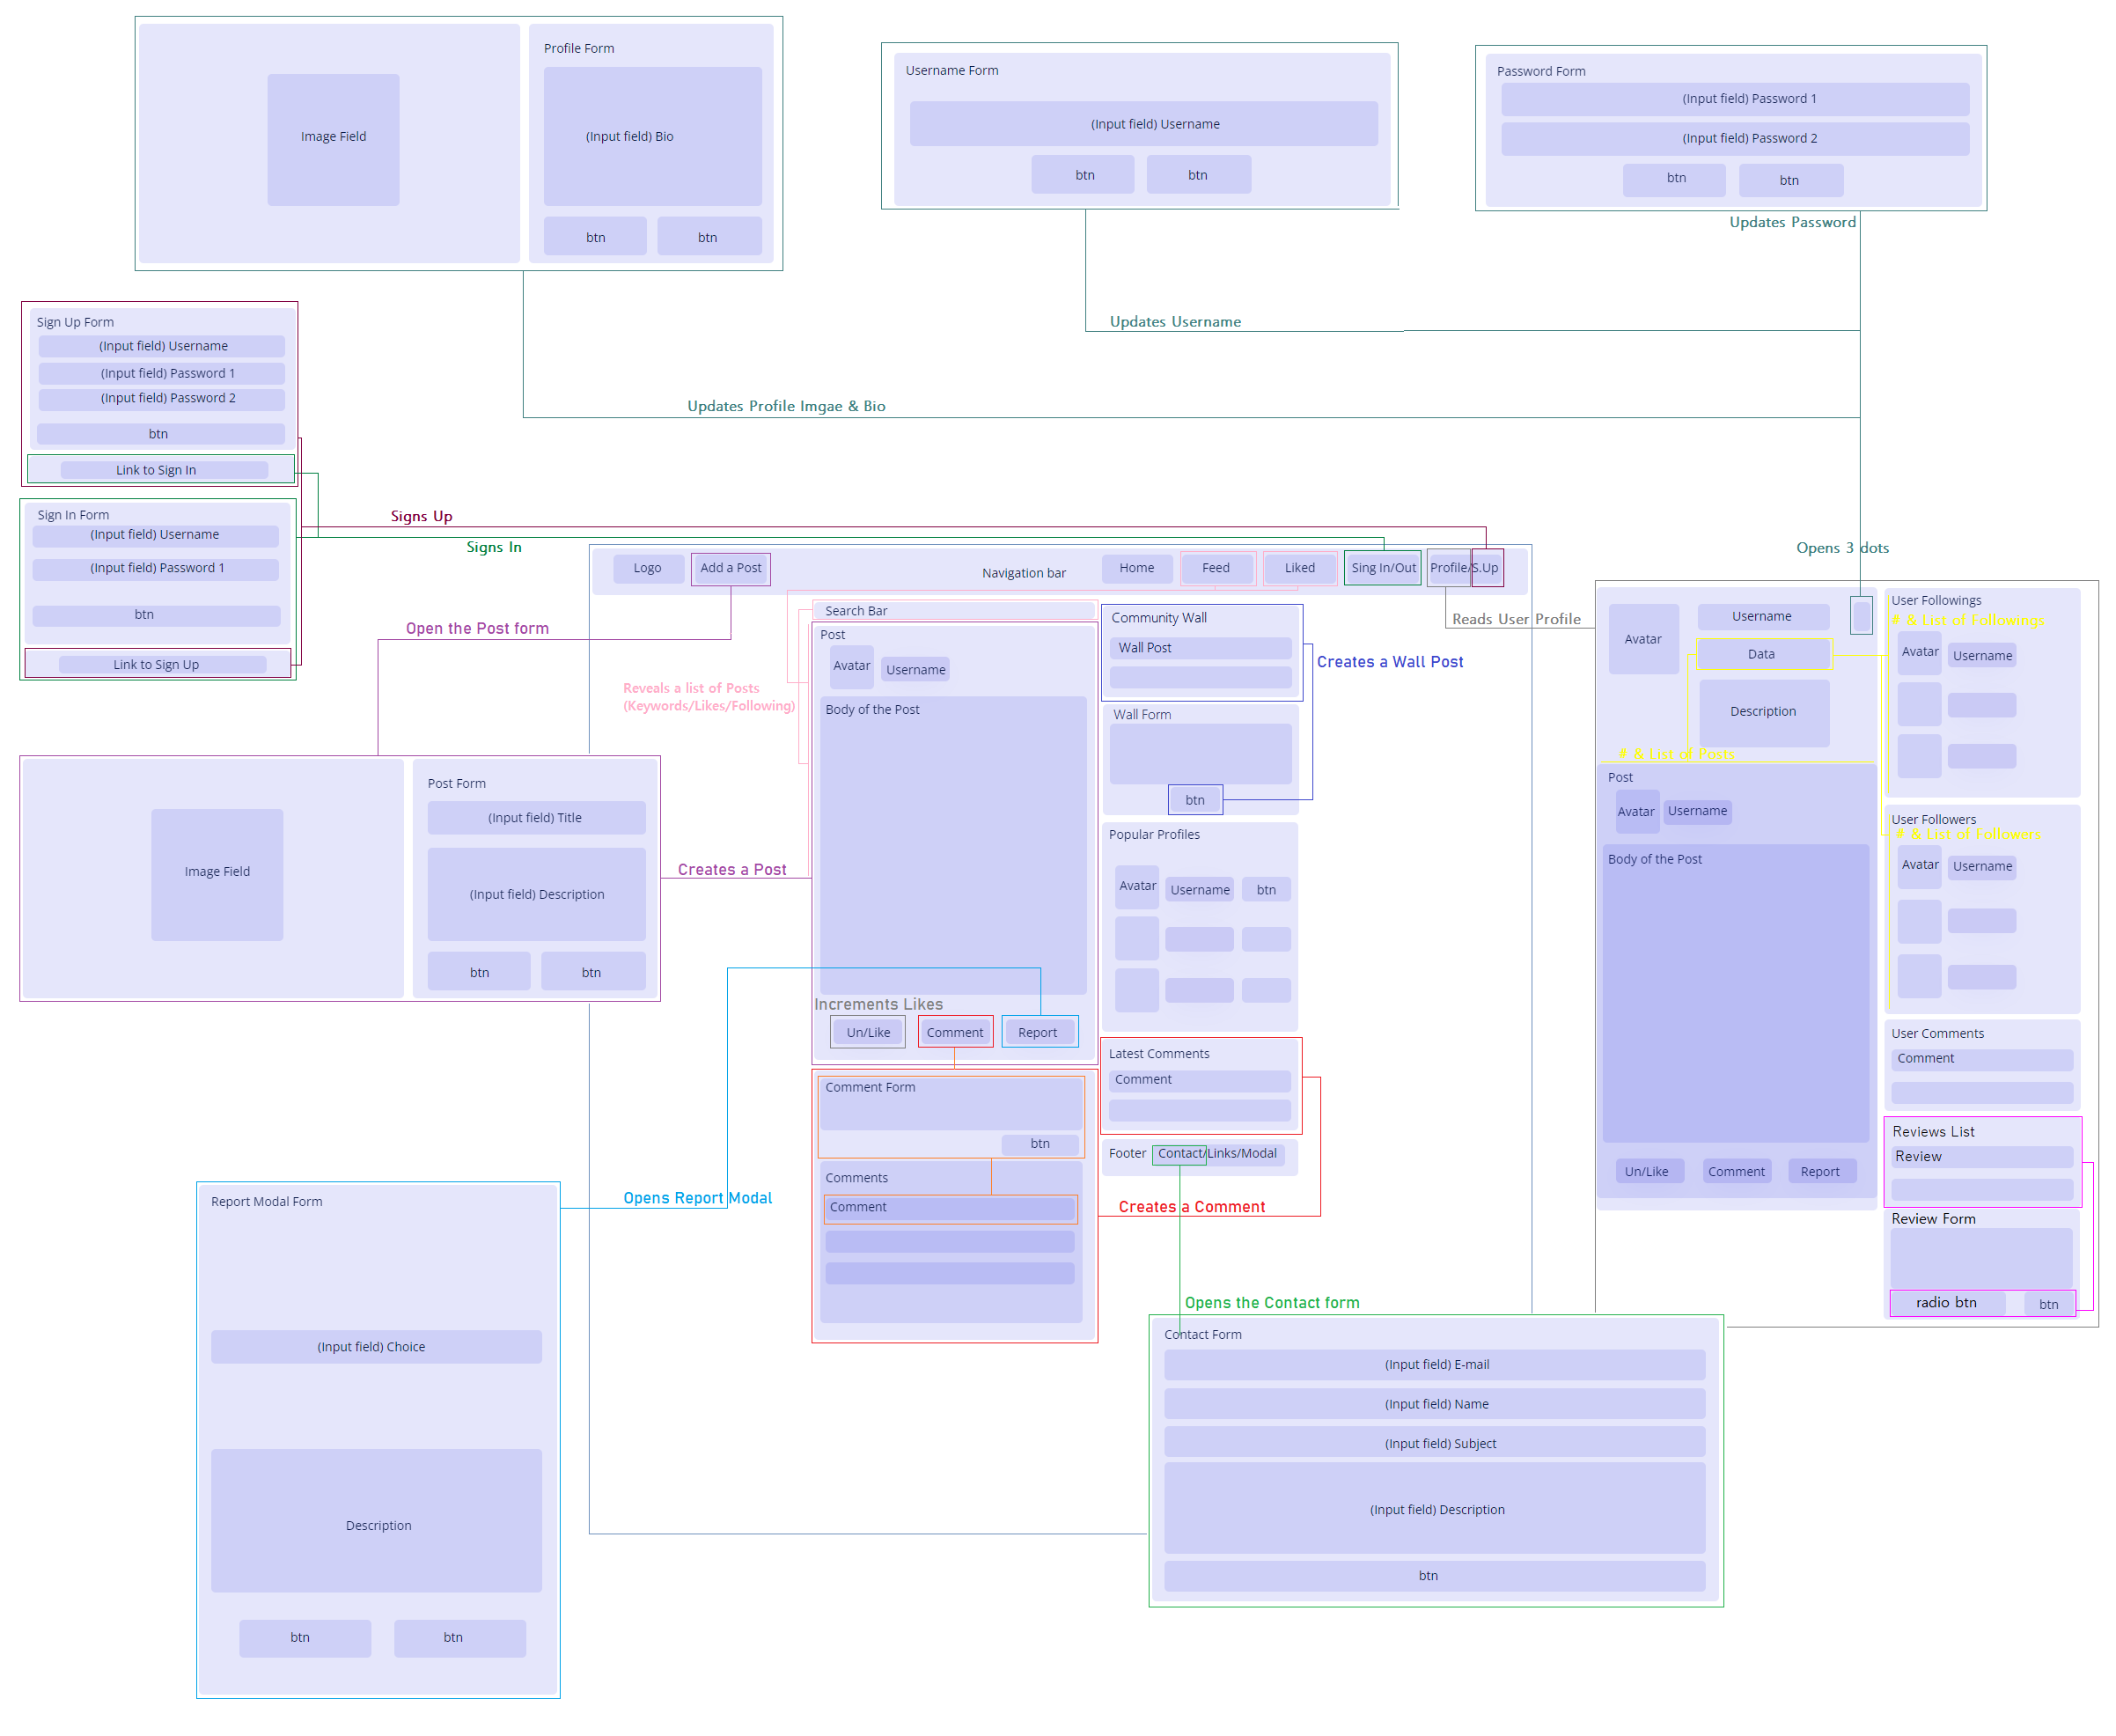 Profile Form
Image Field
(Input field) Bio
btn
btn
Username Form
(Input field) Username
btn
btn
Password Form
(Input field) Password 1
(Input field) Password 2
btn
btn
Updates Password
Updates Username
Updates Profile Imgae & Bio
Opens 3 dots
Sign Up Form
(Input field) Username
(Input field) Password 1
(Input field) Password 2
btn
Link to Sign In
Sign In Form
(Input field) Username
(Input field) Password 1
btn
Link to Sign Up
Signs Up
Signs In
Logo
Add a Post
Navigation bar
Home
Feed
Liked
Sing In/Out
Profile/S.Up
Reads User Profile
Open the Post form
Reveals a list of Posts
(Keywords/Likes/Following)
Search Bar
Post
Avatar
Username
Body of the Post
Increments Likes
Un/Like
Comment
Report
Comment Form
btn
Comments
Comment
Community Wall
Wall Post
Creates a Wall Post
Wall Form
btn
Popular Profiles
Avatar
Username
btn
Latest Comments
Comment
Footer
Contact/Links/Modal
Creates a Comment
Opens the Contact form
Image Field
Post Form
(Input field) Title
(Input field) Description
btn
btn
Creates a Post
Opens Report Modal
Report Modal Form
(Input field) Choice
Description
btn
btn
Contact Form
(Input field) E-mail
(Input field) Name
(Input field) Subject
(Input field) Description
btn
Avatar
Username
Data
Description
# & List of Posts
Post
Avatar
Username
Body of the Post
Un/Like
Comment
Report
User Followings
# & List of Followings
Avatar
Username
User Followers
# & List of Followers
Avatar
Username
User Comments
Comment
Reviews List
Review
Review Form
radio btn
btn